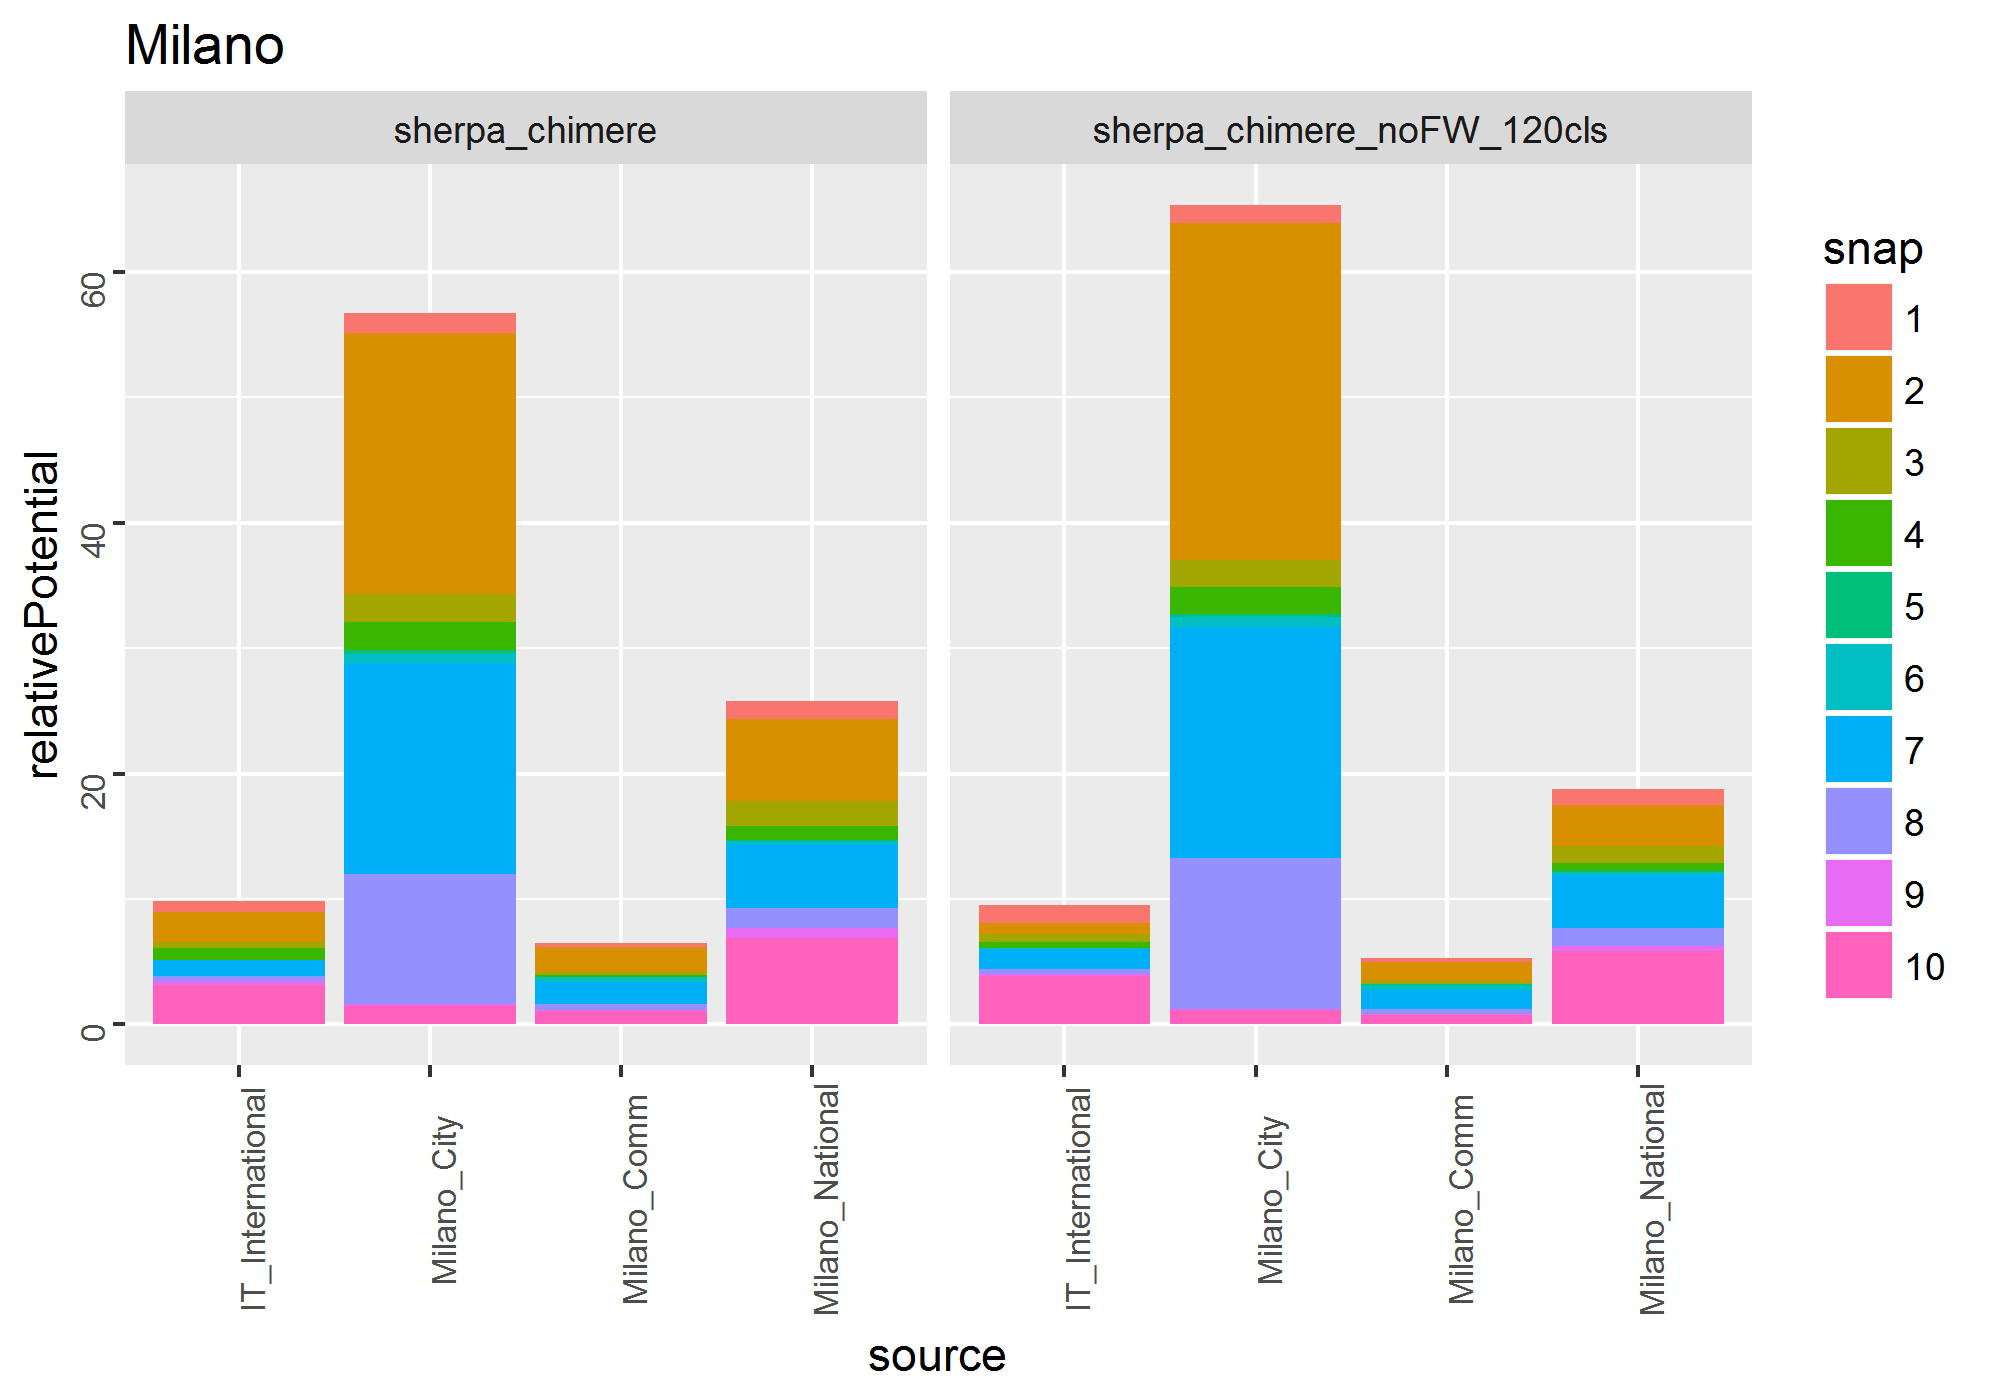 Milano
sherpa_chimere
sherpa_chimere_noFW_120cls
relativePotential
60
40
20
0
IT_International
Milano_City
Milano_Comm
Milano_National
IT_International
Milano_City
Milano_Comm
Milano_National
source
snap
1
2
3
4
5
6
7
8
9
10